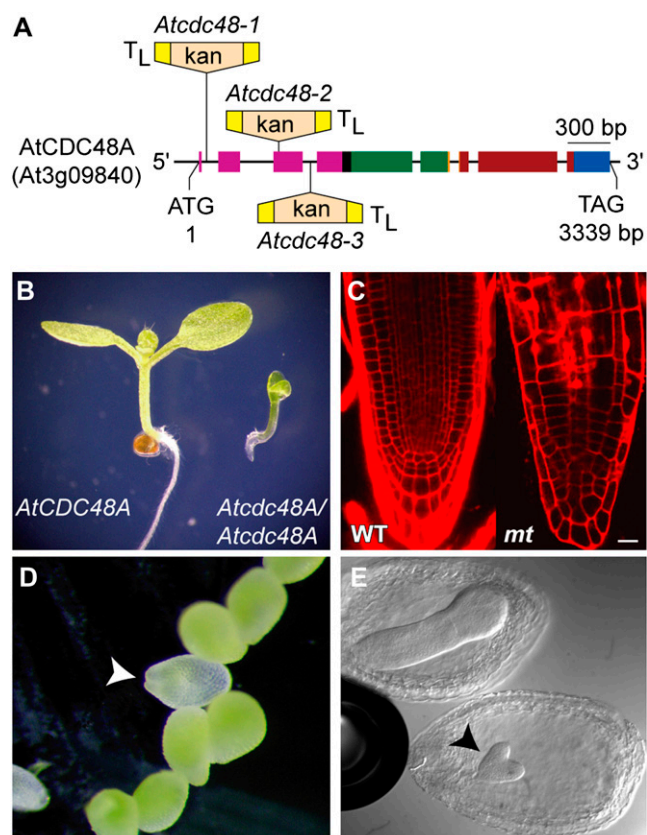 A
Atcdc48-1
TL kan
Atcdc48-2
kan TL
300 bp
AtCDC48A
(At3g09840)
5' 3'
ATG
1
kan TL
Atcdc48-3
TAG
3339 bp
B
AtCDC48A
Atcdc48A/
Atcdc48A
C
WT mt
D
E